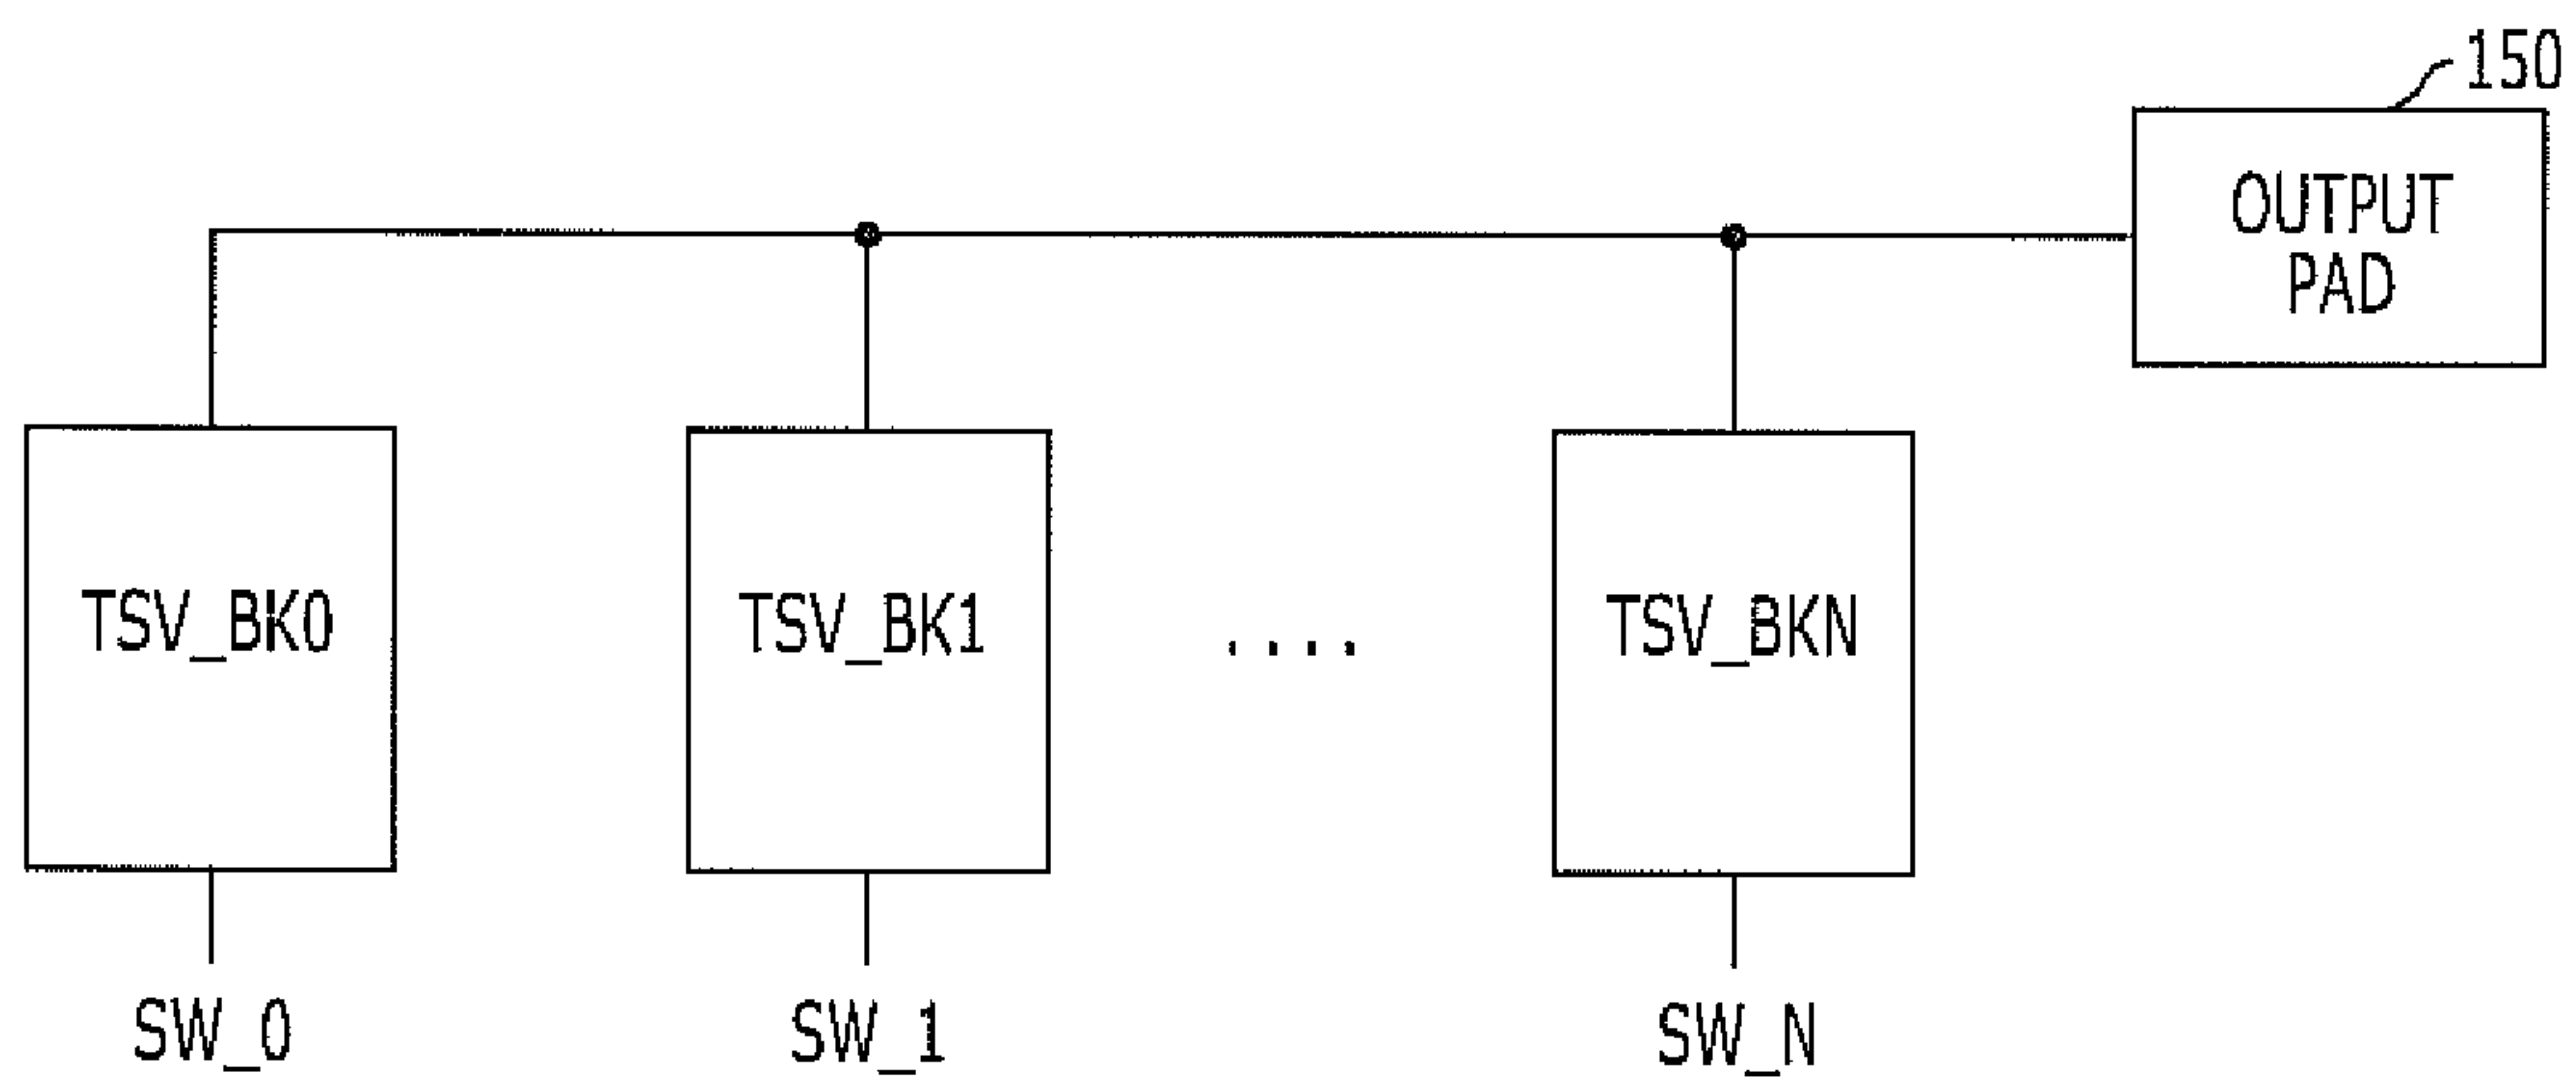 150
OUTPUT
PAD
TSV_BK0
TSV_BK1
....
TSV_BKN
SW_0
SW_1
SW_N